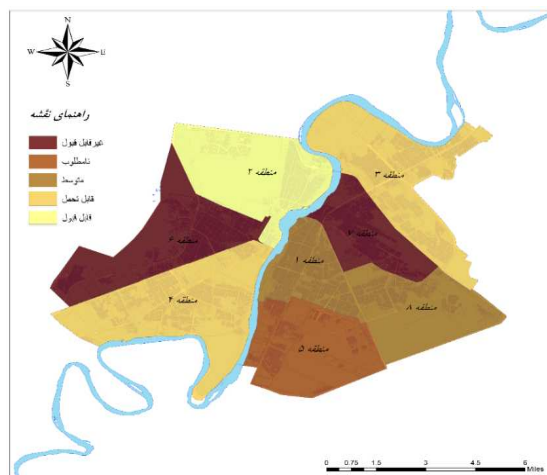 N
W E
S
راهنمای نقشه
غیرقابل قبول
نامطلوب
متوسط
قابل تحمل
قابل قبول
منطقه ۲
منطقه ۳
منطقه ۶
منطقه ۷
منطقه ۱
منطقه ۴
منطقه ۸
منطقه ۵
0 0.75 1.5 3 4.5 6
Miles